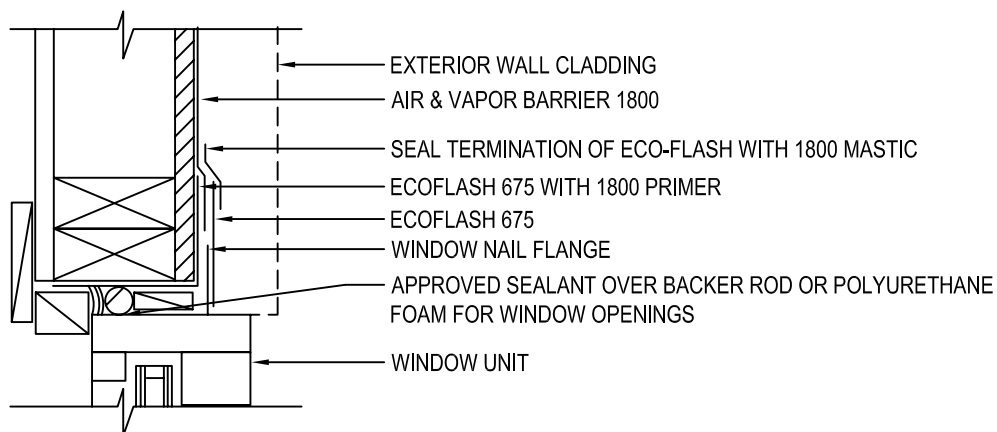 EXTERIOR WALL CLADDING
AIR & VAPOR BARRIER 1800
SEAL TERMINATION OF ECO-FLASH WITH 1800 MASTIC
ECOFLASH 675 WITH 1800 PRIMER
ECOFLASH 675
WINDOW NAIL FLANGE
APPROVED SEALANT OVER BACKER ROD OR POLYURETHANE
FOAM FOR WINDOW OPENINGS
WINDOW UNIT